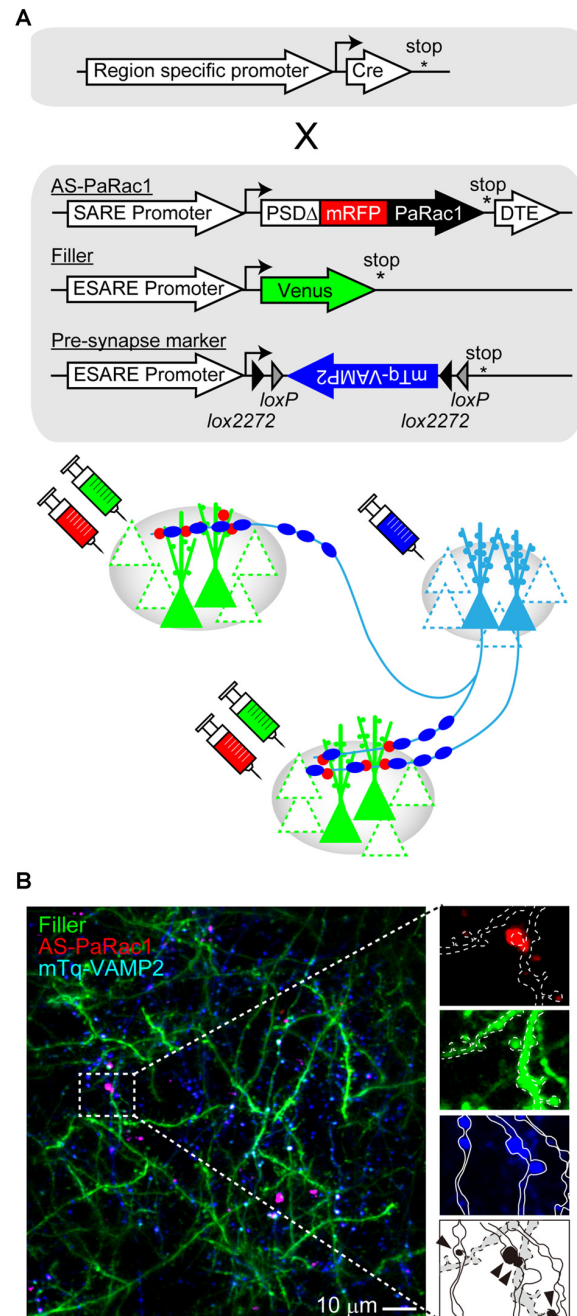 A
Region specific promoter
Cre
stop
*
X
AS-PaRac1
SARE Promoter
PSDΔ
mRFP
PaRac1
stop
*
DTE
Filler
ESARE Promoter
Venus
stop
*
Pre-synapse marker
ESARE Promoter
mTq-VAMP2
stop
*
loxP
loxP
lox2272
lox2272
B
Filler
AS-PaRac1
mTq-VAMP2
10 µm